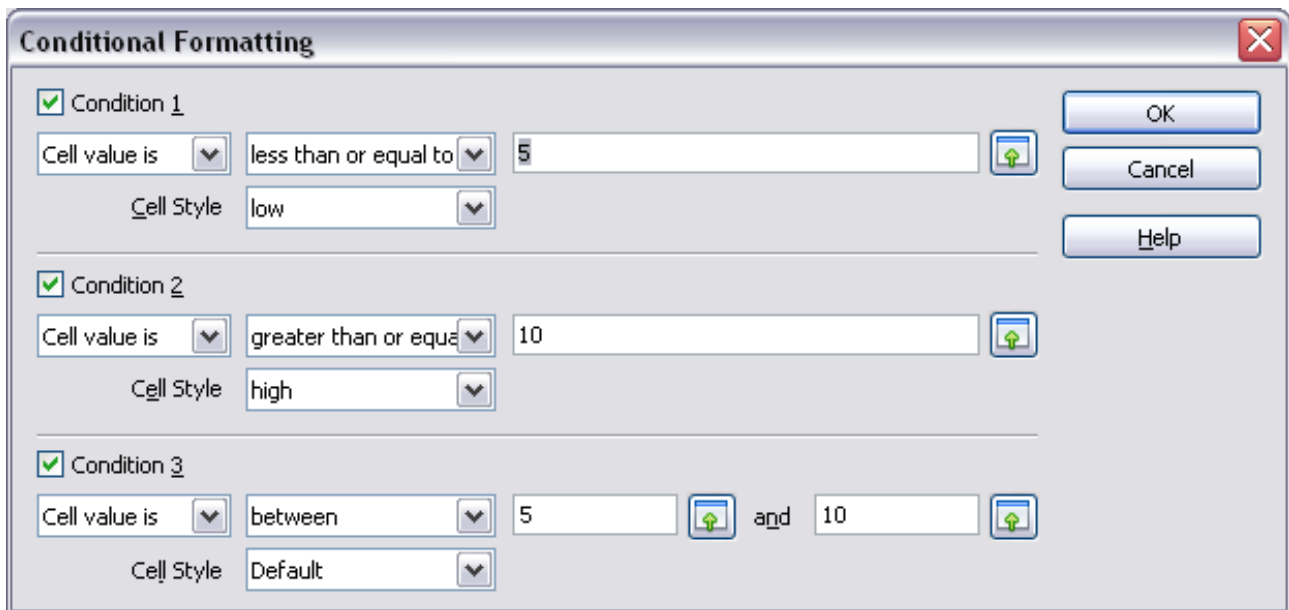 Conditional Formatting
Condition 1
OK
Cell value is less than or equal to 5
Cancel
Cell Style low
Help
Condition 2
Cell value is greater than or equa 10
Cell Style high
Condition 3
Cell value is between 5 and 10
Cell Style Default